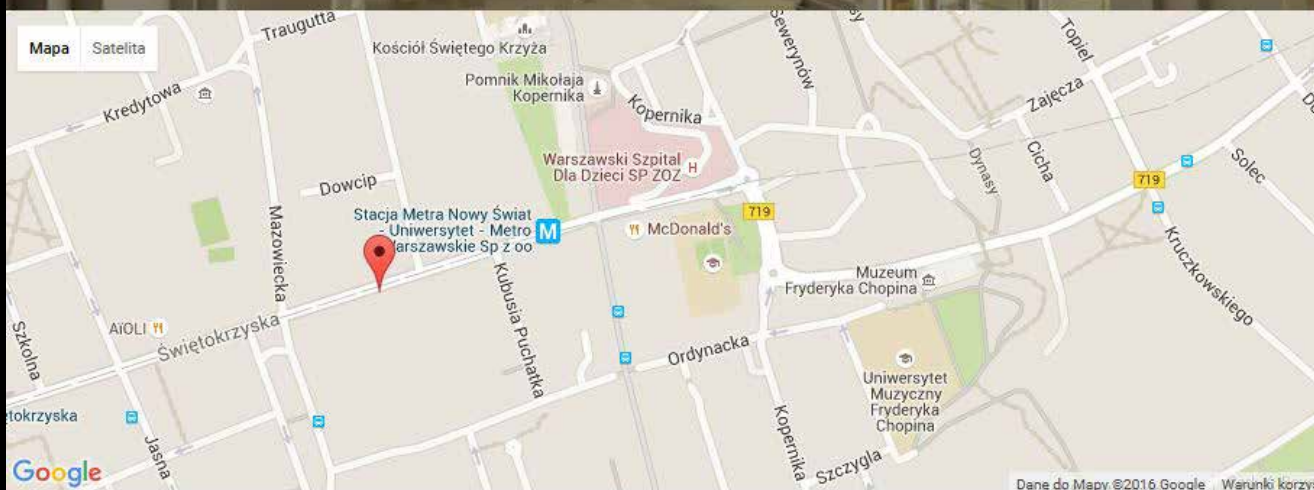 Mapa Satelita
Traugutta
Kredytowa
Kościół Świętego Krzyża
Pomnik Mikołaja
Kopernika
Kopernika
Sewerynów
Topiel
Zajęcza
Cicha
Dynasy
Solec
Warszawski Szpital
Dla Dzieci SP ZOZ
H
Dowcip
Mazowiecka
Stacja Metra Nowy Świat
- Uniwersytet - Metro
Warszawskie Sp z oo
M
McDonald's
719
719
Kubusia Puchatka
Muzeum
Fryderyka Chopina
Kruczkowskiego
AïOLI
Świętokrzyska
Szkolna
Ordynacka
Uniwersytet
Muzyczny
Fryderyka
Chopina
Kopernika
Szczygla
tokrzyska
Jasna
Google
Dane do Mapy ©2016 Google Warunki korzy